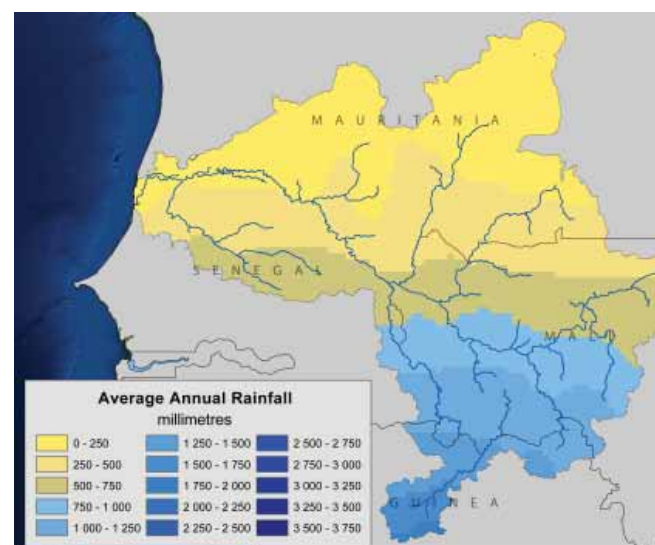 MAURITANIA
SENEGAL
MALI
GUINEA
Average Annual Rainfall
millimetres
0 - 250
250 - 500
500 - 750
750 - 1 000
1 000 - 1 250
1 250 - 1 500
1 500 - 1 750
1 750 - 2 000
2 000 - 2 250
2 250 - 2 500
2 500 - 2 750
2 750 - 3 000
3 000 - 3 250
3 250 - 3 500
3 500 - 3 750